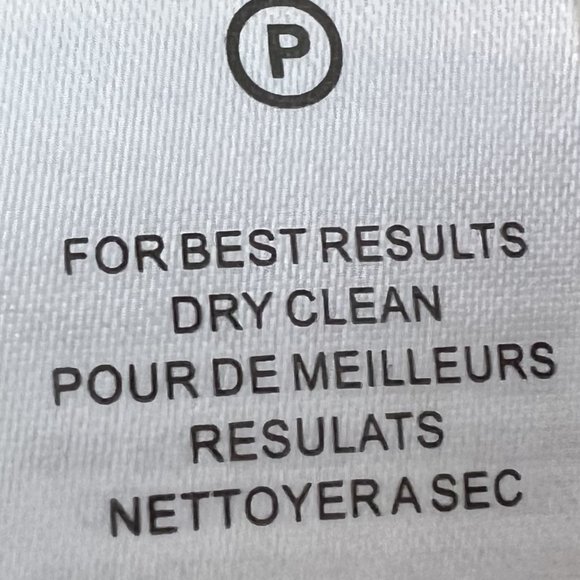 P
FOR BEST RESULTS
DRY CLEAN
POUR DE MEILLEURS
RESULATS
NETTOYER A SEC